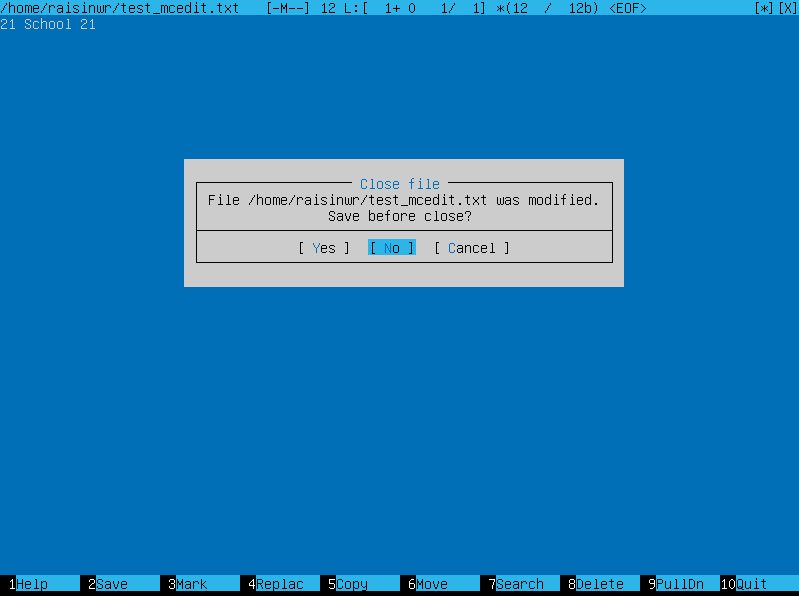 /home/raisinwr/test_mcedit.txt [-M--] 12 L:[ 1+ 0 1/ 1] *(12 / 12b) <EOF> [*][X]
21 School 21
Close file
File /home/raisinwr/test_mcedit.txt was modified.
Save before close?
[ Yes ] [ No ] [ Cancel ]
1Help 2Save 3Mark 4Replac 5Copy 6Move 7Search 8Delete 9PullDn 10Quit